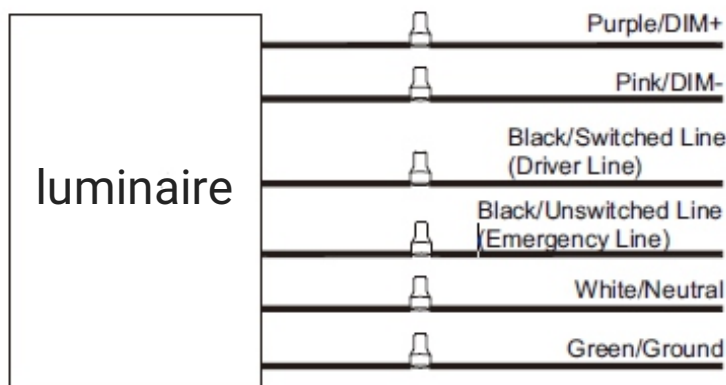 Purple/DIM+
Pink/DIM-
Black/Switched Line
(Driver Line)
luminaire
Black/Unswitched Line
(Emergency Line)
White/Neutral
Green/Ground